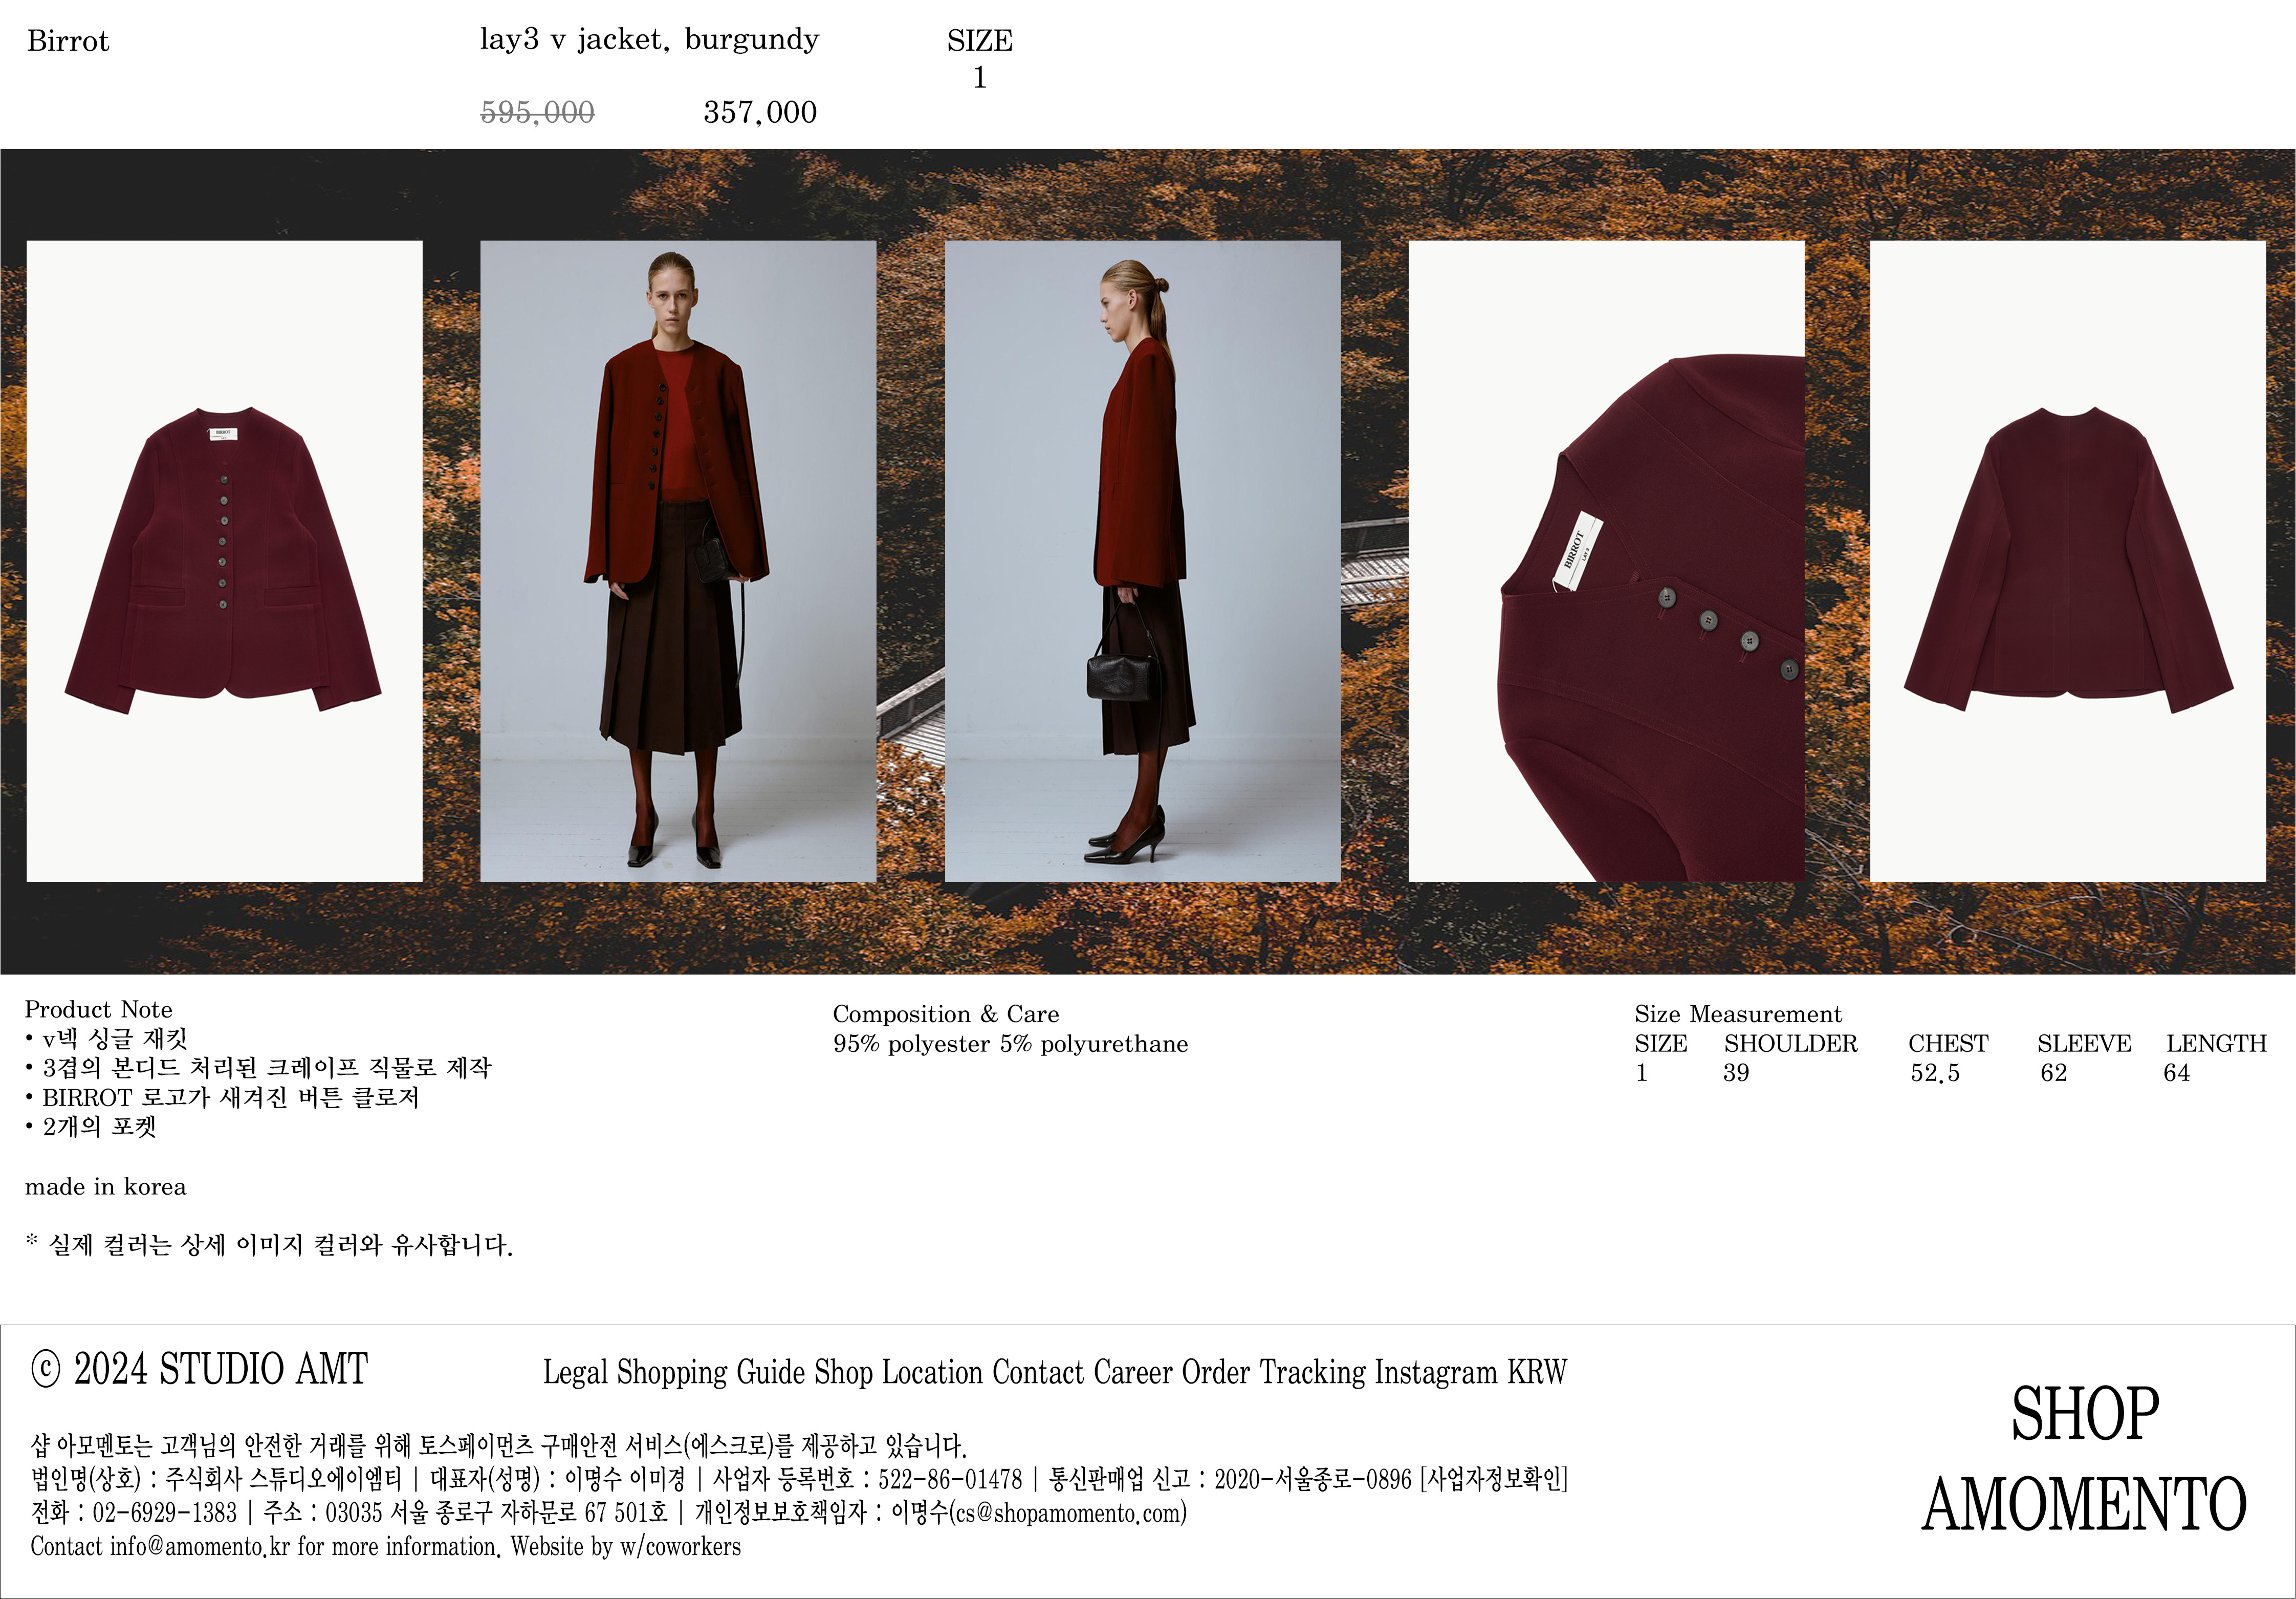 Birrot
lay3 v jacket, burgundy
595,000 357,000
SIZE
1
BIRROT
BIRROT
LAY 3
Product Note
• v넥 싱글 재킷
• 3겹의 본디드 처리된 크레이프 직물로 제작
• BIRROT 로고가 새겨진 버튼 클로저
• 2개의 포켓
made in korea
* 실제 컬러는 상세 이미지 컬러와 유사합니다.
Composition & Care
95% polyester 5% polyurethane
Size Measurement
SIZE SHOULDER CHEST SLEEVE LENGTH
1 39 52.5 62 64
ⓒ 2024 STUDIO AMT
Legal Shopping Guide Shop Location Contact Career Order Tracking Instagram KRW
샵 아모멘토는 고객님의 안전한 거래를 위해 토스페이먼츠 구매안전 서비스(에스크로)를 제공하고 있습니다.
법인명(상호) : 주식회사 스튜디오에이엠티 | 대표자(성명) : 이명수 이미경 | 사업자 등록번호 : 522-86-01478 | 통신판매업 신고 : 2020-서울종로-0896 [사업자정보확인]
전화 : 02-6929-1383 | 주소 : 03035 서울 종로구 자하문로 67 501호 | 개인정보보호책임자 : 이명수(cs@shopamomento.com)
Contact info@amomento.kr for more information. Website by w/coworkers
SHOP
AMOMENTO